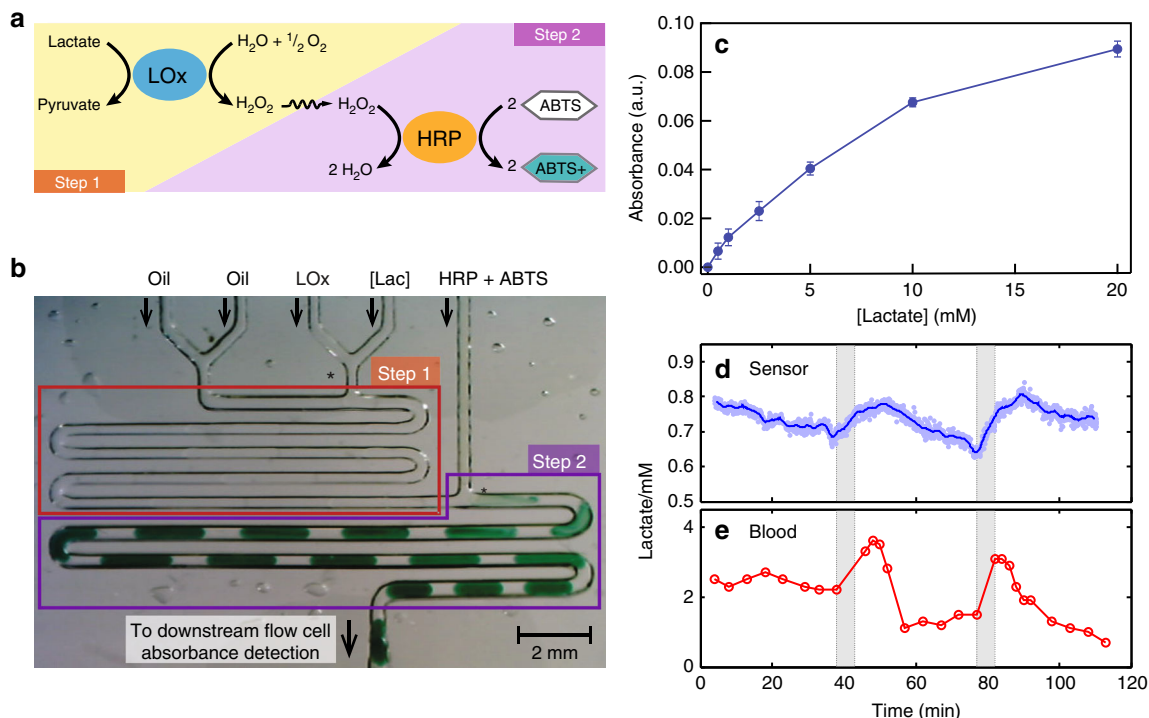 a
Step 2
Lactate
H₂O + ½ O₂
LOx
Pyruvate
H₂O₂
H₂O₂
2 ABTS
HRP
2 H₂O
2 ABTS+
Step 1
b
Oil
Oil
LOx
[Lac]
HRP + ABTS
*
Step 1
Step 2
*
To downstream flow cell
absorbance detection
2 mm
c
Absorbance (a.u.)
0.10
0.08
0.06
0.04
0.02
0.00
0 5 10 15 20
[Lactate] (mM)
d Sensor
0.9
0.8
0.7
0.6
0.5
Lactate/mM
e Blood
4
2
0
0 20 40 60 80 100 120
Time (min)